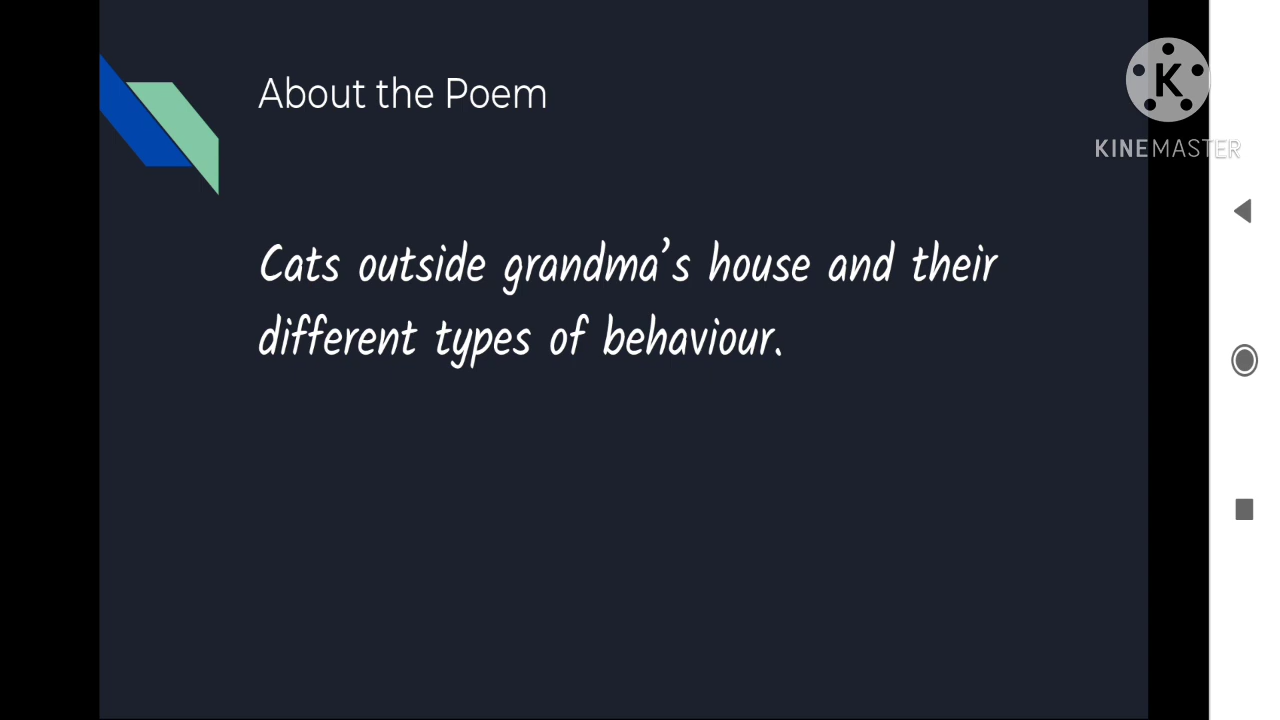 About the Poem
K
KINEMASTER
Cats outside grandma's house and their
different types of behaviour.